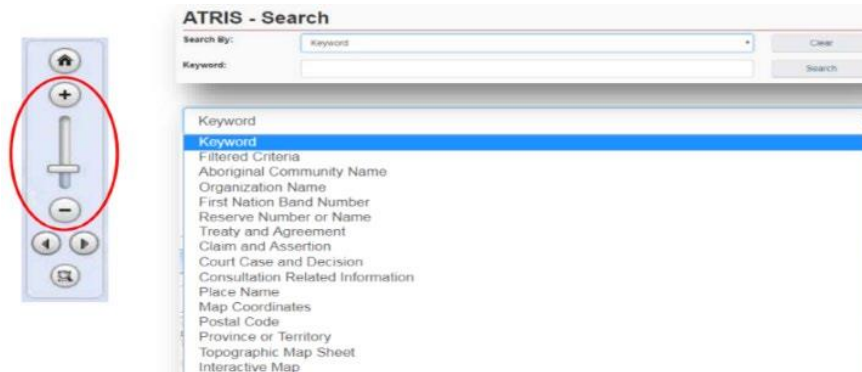 ATRIS - Search
Search By:
Keyword
Clear
Keyword:
Search
Keyword
Keyword
Filtered Criteria
Aboriginal Community Name
Organization Name
First Nation Band Number
Reserve Number or Name
Treaty and Agreement
Claim and Assertion
Court Case and Decision
Consultation Related Information
Place Name
Map Coordinates
Postal Code
Province or Territory
Topographic Map Sheet
Interactive Map